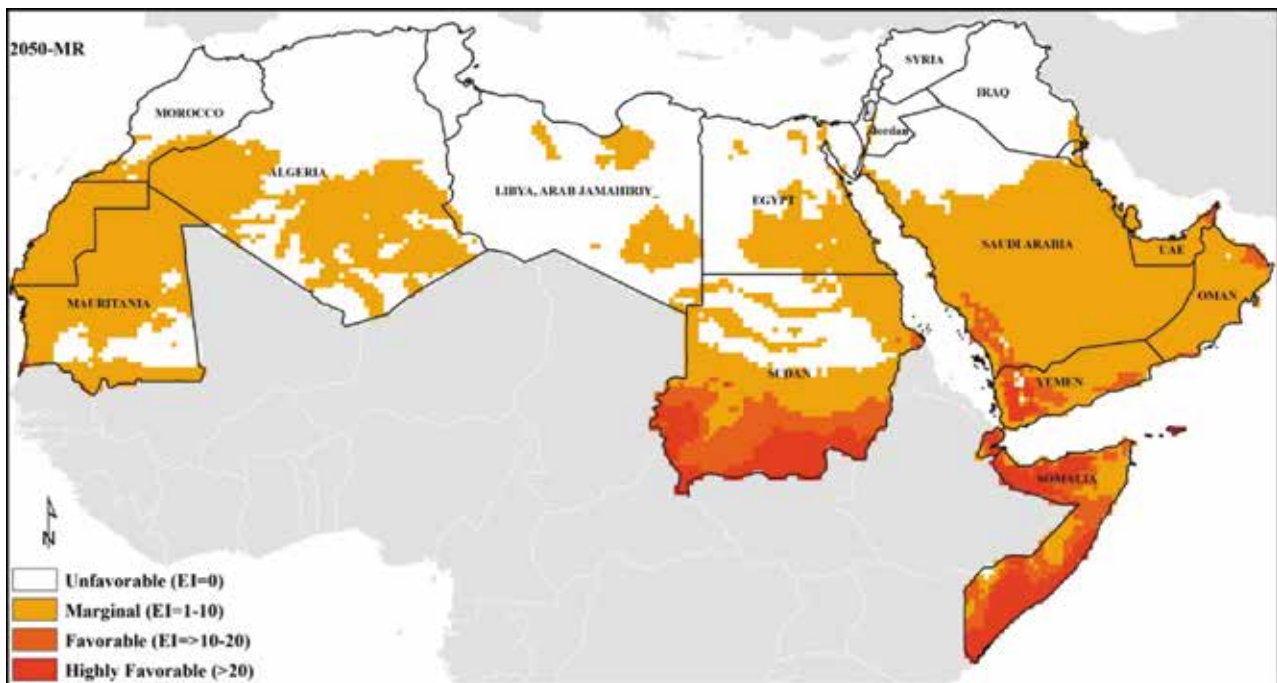 2050-MR
SYRIA
IRAQ
MOROCCO
Jordan
ALGERIA
LIBYA, ARAB JAMAHIRIY_
EGYPT
SAUDI ARABIA
UAE
MAURITANIA
OMAN
SUDAN
YEMEN
SOMALIA
N
Unfavorable (EI=0)
Marginal (EI=1-10)
Favorable (EI=>10-20)
Highly Favorable (>20)